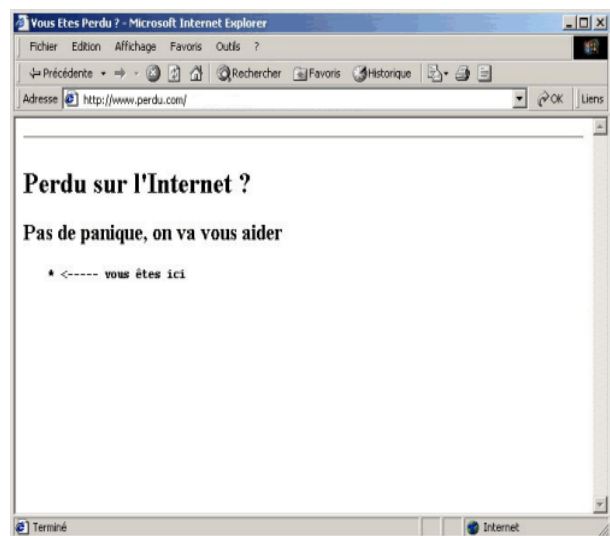 Vous Etes Perdu ? - Microsoft Internet Explorer
Fichier Edition Affichage Favoris Outils ?
Précédente Rechercher Favoris Historique
Adresse http://www.perdu.com/ OK Liens
Perdu sur l'Internet ?
Pas de panique, on va vous aider
* <----- vous êtes ici
Terminé Internet